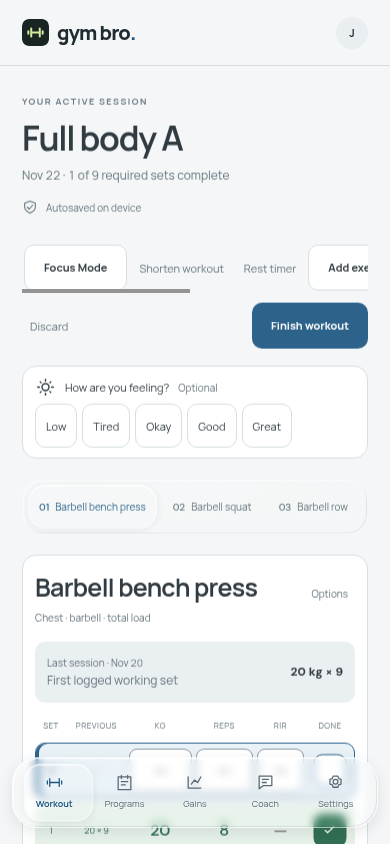 gym bro.
J
YOUR ACTIVE SESSION
Full body A
Nov 22 · 1 of 9 required sets complete
Autosaved on device
Focus Mode
Shorten workout
Rest timer
Add exe
Discard
Finish workout
How are you feeling? Optional
Low
Tired
Okay
Good
Great
01 Barbell bench press
02 Barbell squat
03 Barbell row
Barbell bench press
Options
Chest · barbell · total load
Last session · Nov 20
First logged working set
20 kg × 9
SET PREVIOUS KG REPS RIR DONE
Workout
Programs
Gains
Coach
Settings
1 20 × 9 20 8 —